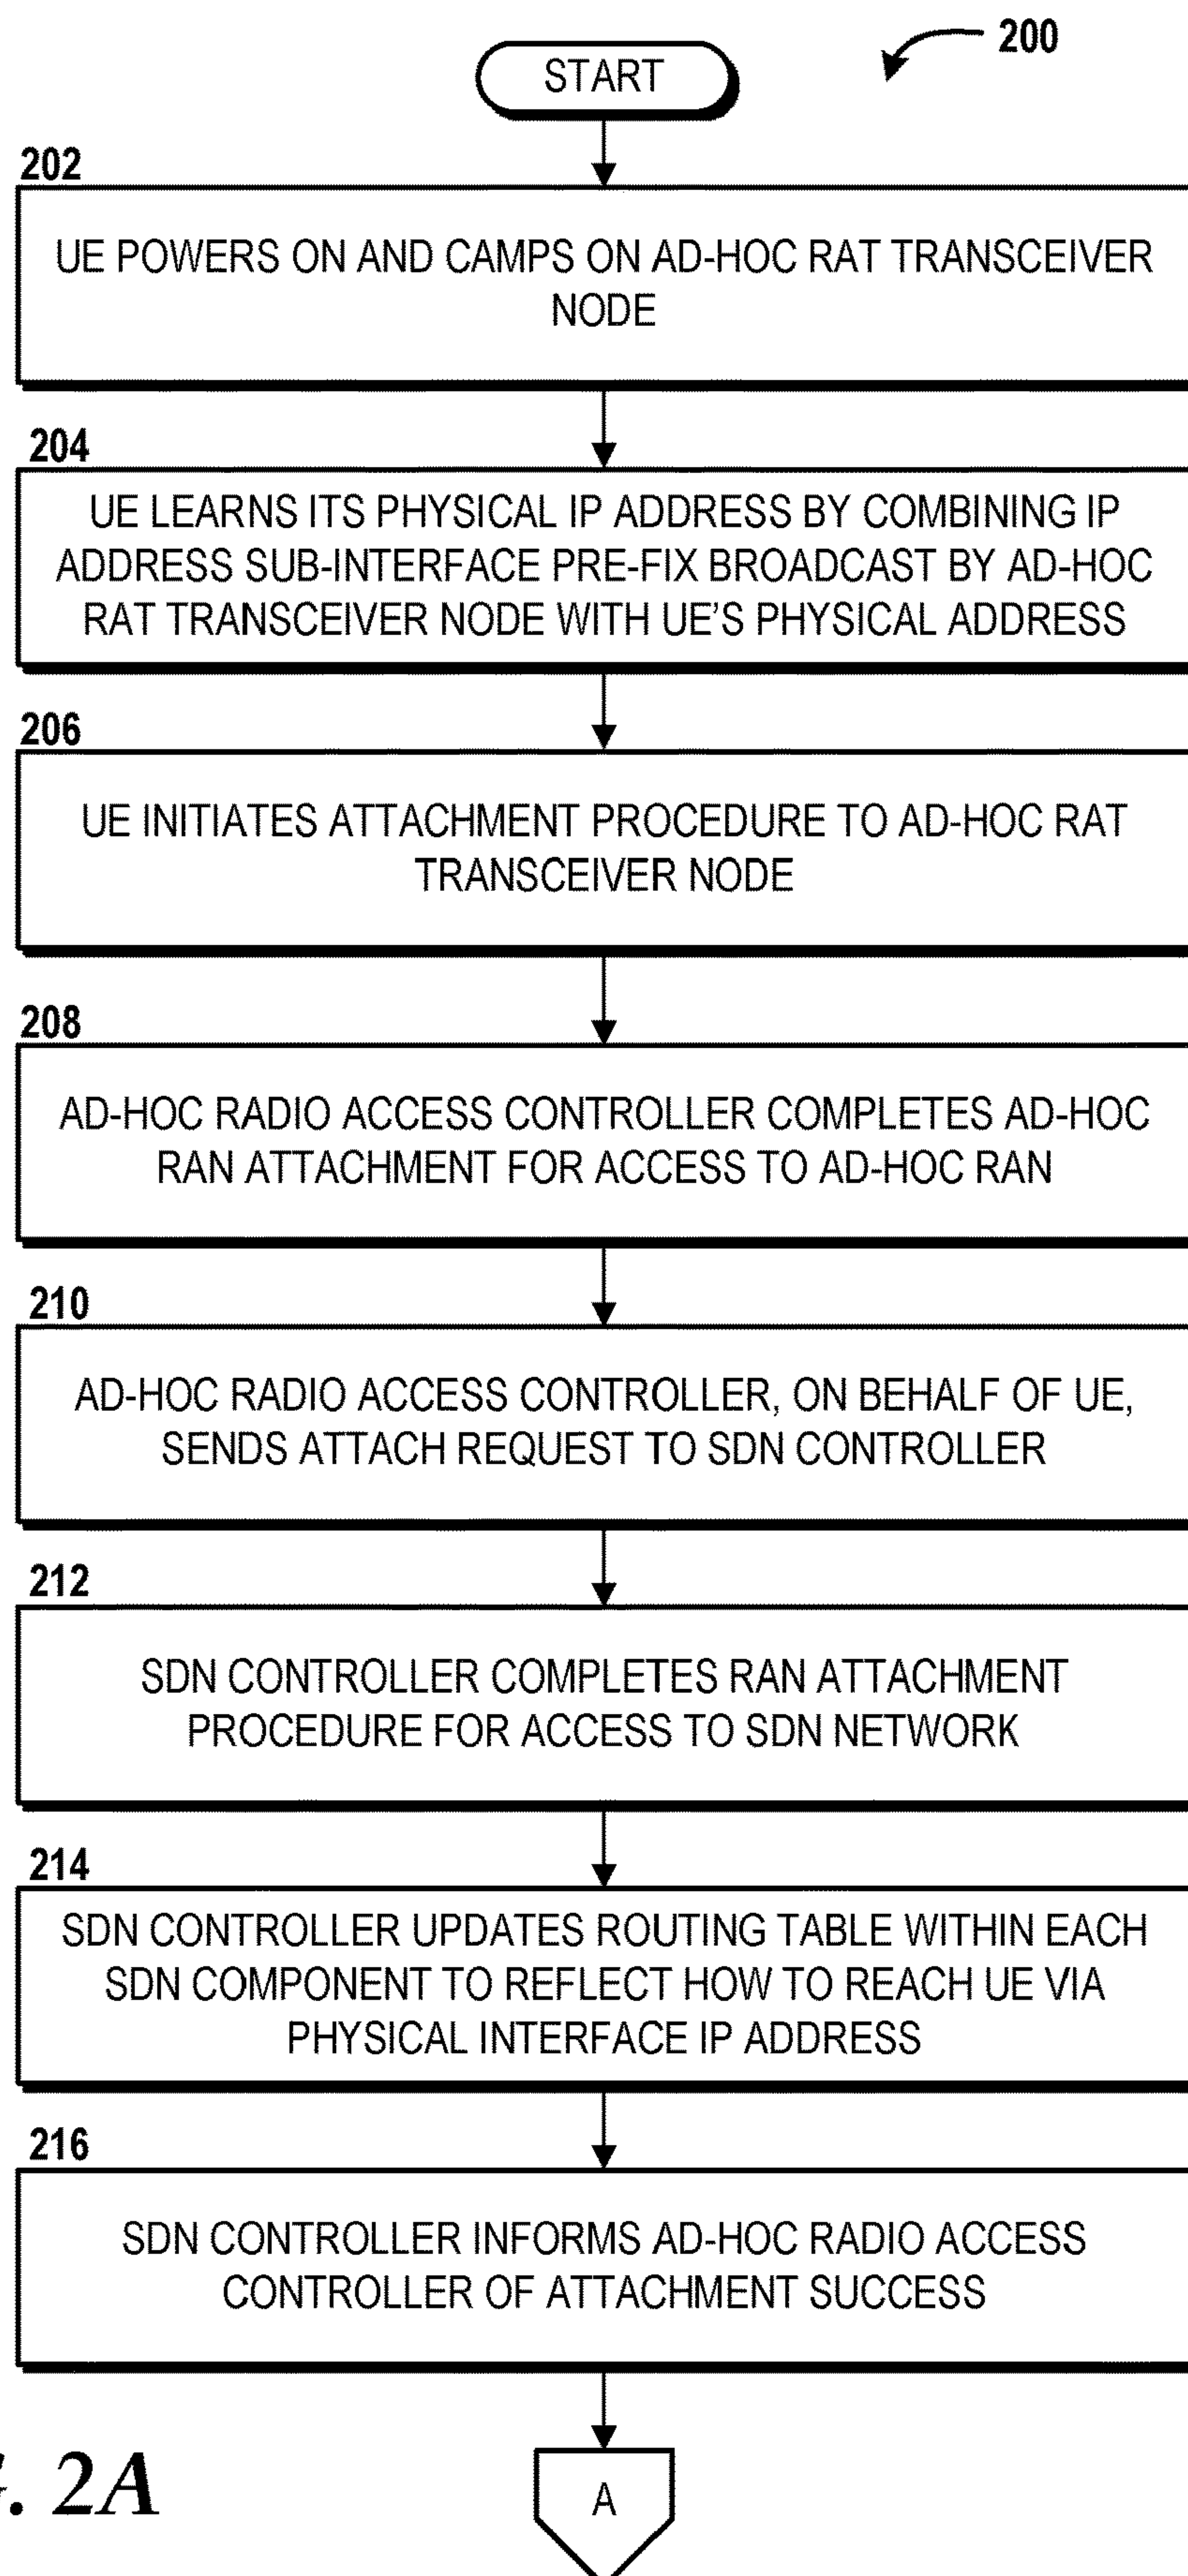 200
START
202
UE POWERS ON AND CAMPS ON AD-HOC RAT TRANSCEIVER
NODE
204
UE LEARNS ITS PHYSICAL IP ADDRESS BY COMBINING IP
ADDRESS SUB-INTERFACE PRE-FIX BROADCAST BY AD-HOC
RAT TRANSCEIVER NODE WITH UE'S PHYSICAL ADDRESS
206
UE INITIATES ATTACHMENT PROCEDURE TO AD-HOC RAT
TRANSCEIVER NODE
208
AD-HOC RADIO ACCESS CONTROLLER COMPLETES AD-HOC
RAN ATTACHMENT FOR ACCESS TO AD-HOC RAN
210
AD-HOC RADIO ACCESS CONTROLLER, ON BEHALF OF UE,
SENDS ATTACH REQUEST TO SDN CONTROLLER
212
SDN CONTROLLER COMPLETES RAN ATTACHMENT
PROCEDURE FOR ACCESS TO SDN NETWORK
214
SDN CONTROLLER UPDATES ROUTING TABLE WITHIN EACH
SDN COMPONENT TO REFLECT HOW TO REACH UE VIA
PHYSICAL INTERFACE IP ADDRESS
216
SDN CONTROLLER INFORMS AD-HOC RADIO ACCESS
CONTROLLER OF ATTACHMENT SUCCESS
A
2A